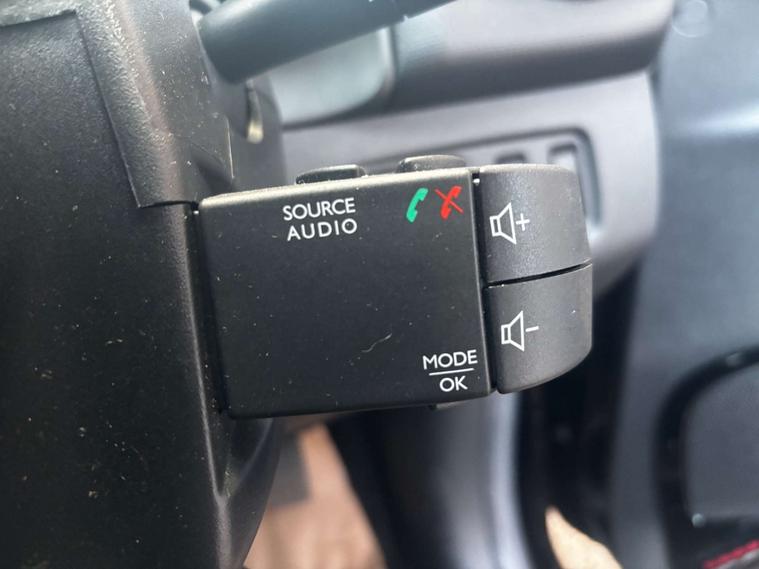 SOURCE
AUDIO
+
-
MODE
OK